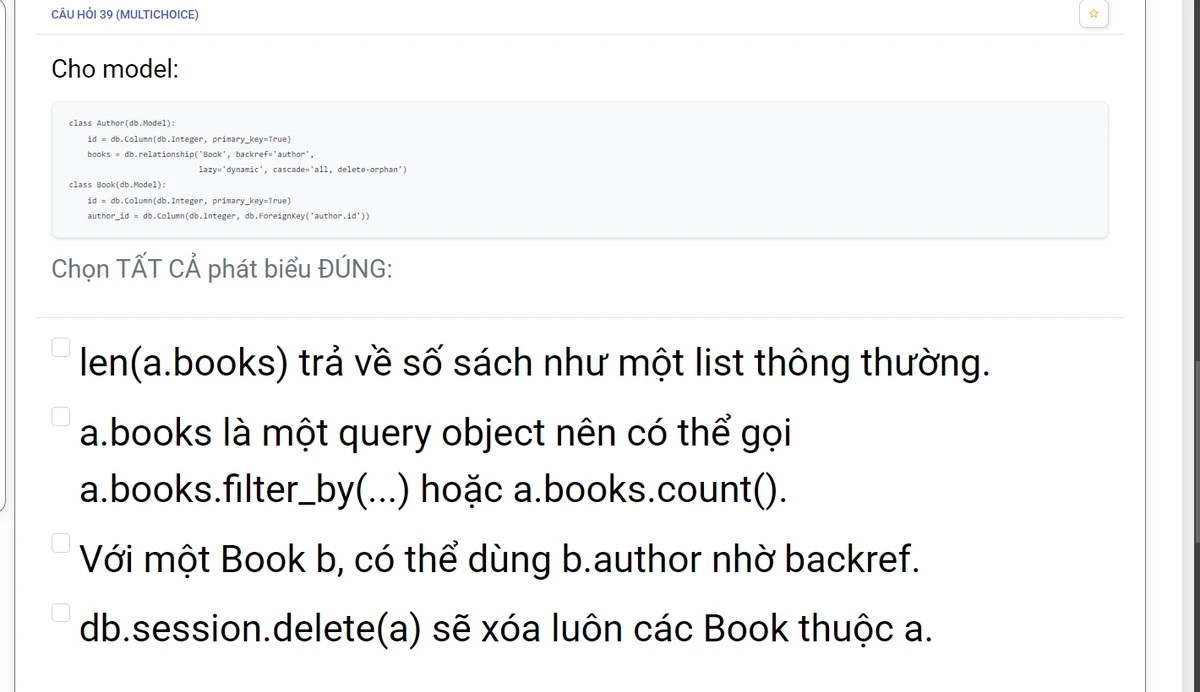 CÂU HỎI 39 (MULTICHOICE)
Cho model:
class Author(db.Model):
    id = db.Column(db.Integer, primary_key=True)
    books = db.relationship('Book', backref='author',
                            lazy='dynamic', cascade='all, delete-orphan')
class Book(db.Model):
    id = db.Column(db.Integer, primary_key=True)
    author_id = db.Column(db.Integer, db.ForeignKey('author.id'))
Chọn TẤT CẢ phát biểu ĐÚNG:
len(a.books) trả về số sách như một list thông thường.
a.books là một query object nên có thể gọi
a.books.filter_by(...) hoặc a.books.count().
Với một Book b, có thể dùng b.author nhờ backref.
db.session.delete(a) sẽ xóa luôn các Book thuộc a.